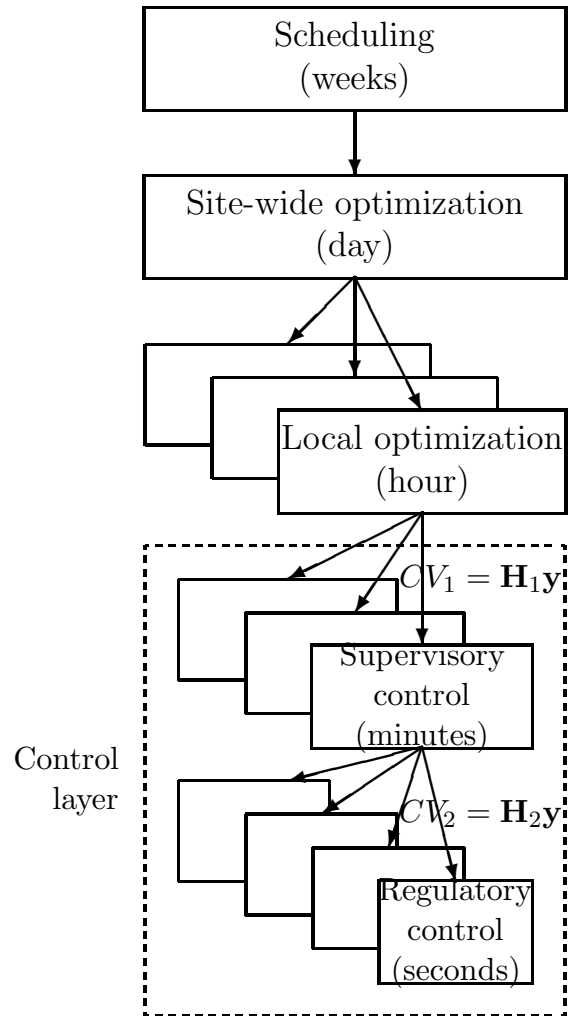 Scheduling
(weeks)
Site-wide optimization
(day)
Local optimization
(hour)
CV₁ = H₁y
Supervisory
control
(minutes)
Control
layer
CV₂ = H₂y
Regulatory
control
(seconds)